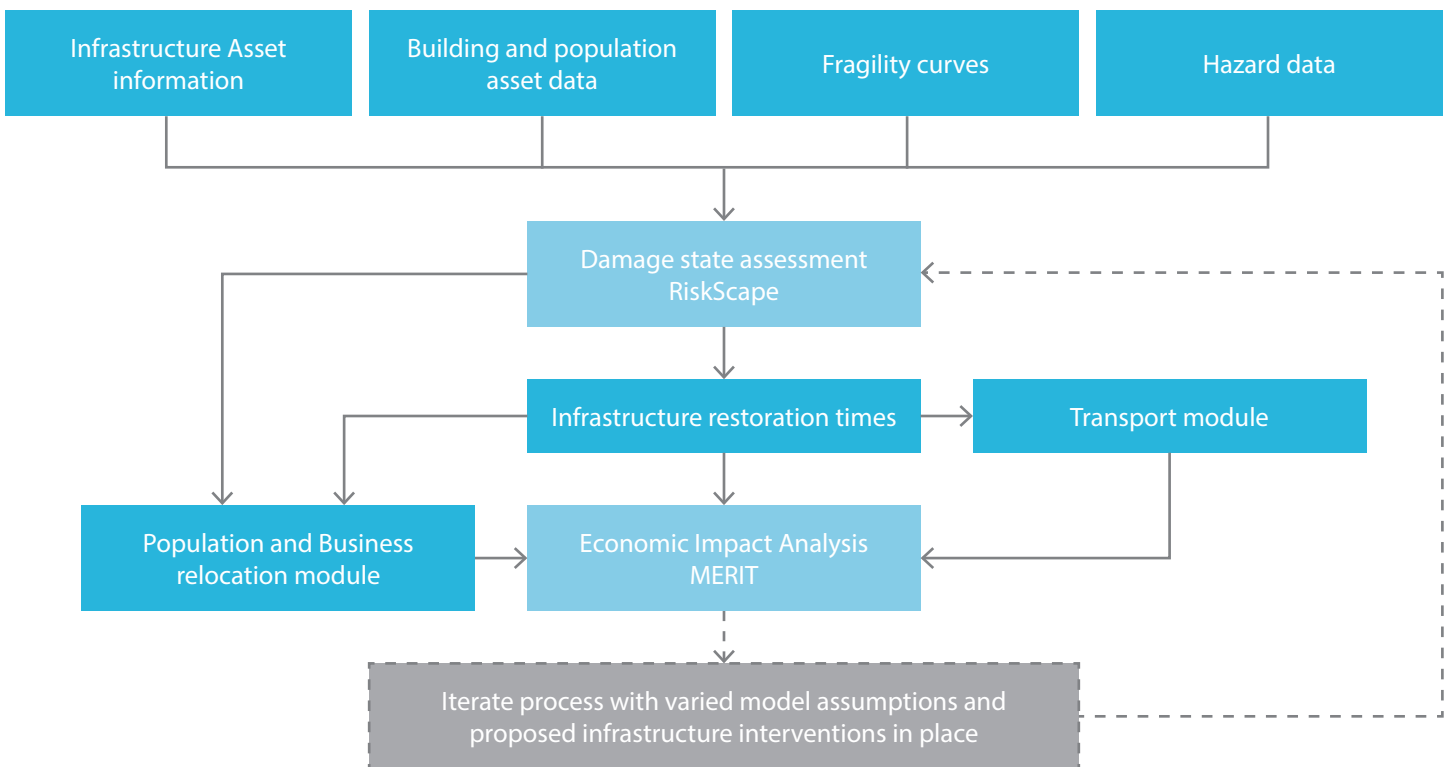 Infrastructure Asset
information
Building and population
asset data
Fragility curves
Hazard data
Damage state assessment
RiskScape
Infrastructure restoration times
Transport module
Population and Business
relocation module
Economic Impact Analysis
MERIT
Iterate process with varied model assumptions and
proposed infrastructure interventions in place